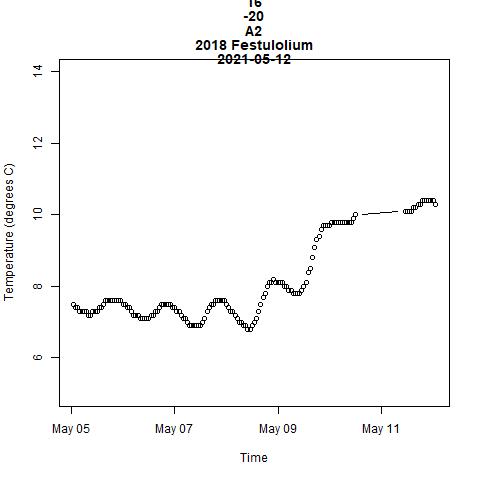 16
-20
A2
2018 Festulolium
2021-05-12
Temperature (degrees C)
14
12
10
8
6
May 05
May 07
May 09
May 11
Time